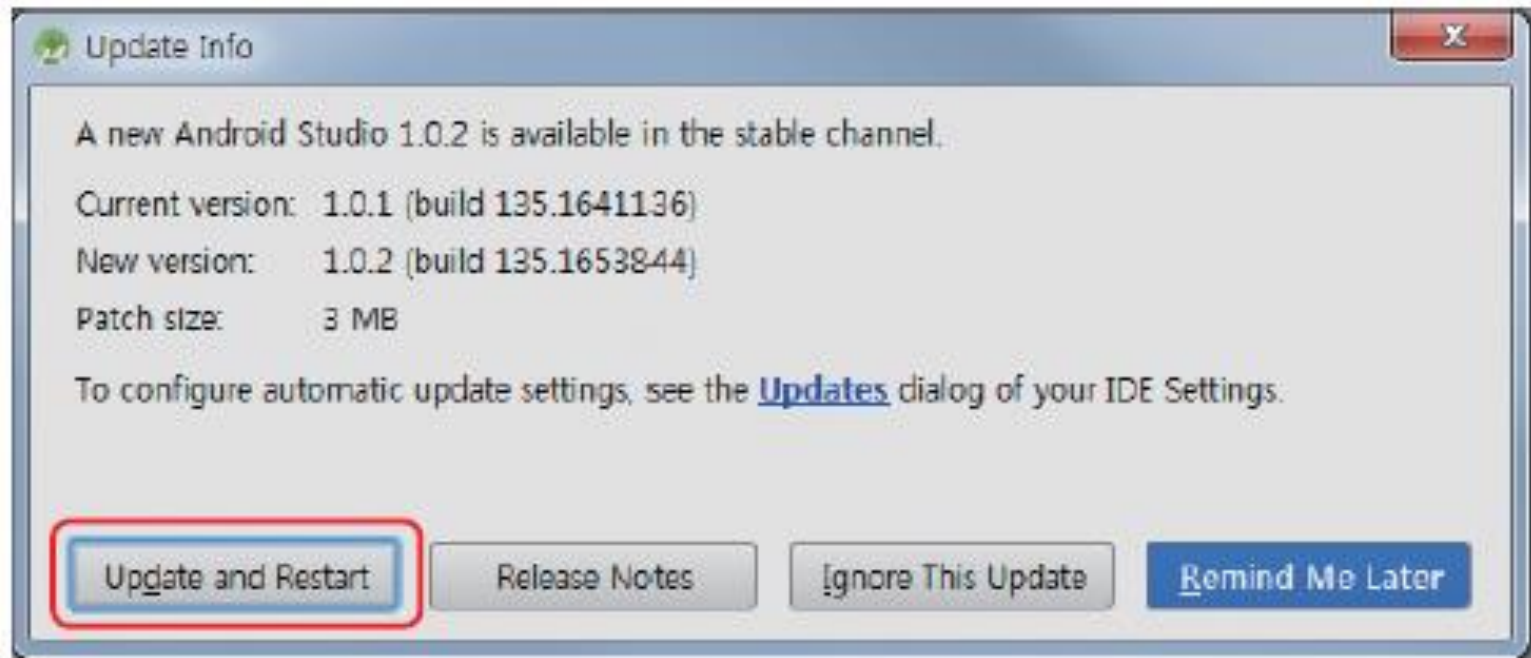 Update Info
A new Android Studio 1.0.2 is available in the stable channel.
Current version: 1.0.1 (build 135.1641136)
New version: 1.0.2 (build 135.1653844)
Patch size: 3 MB
To configure automatic update settings, see the Updates dialog of your IDE Settings.
Update and Restart Release Notes Ignore This Update Remind Me Later